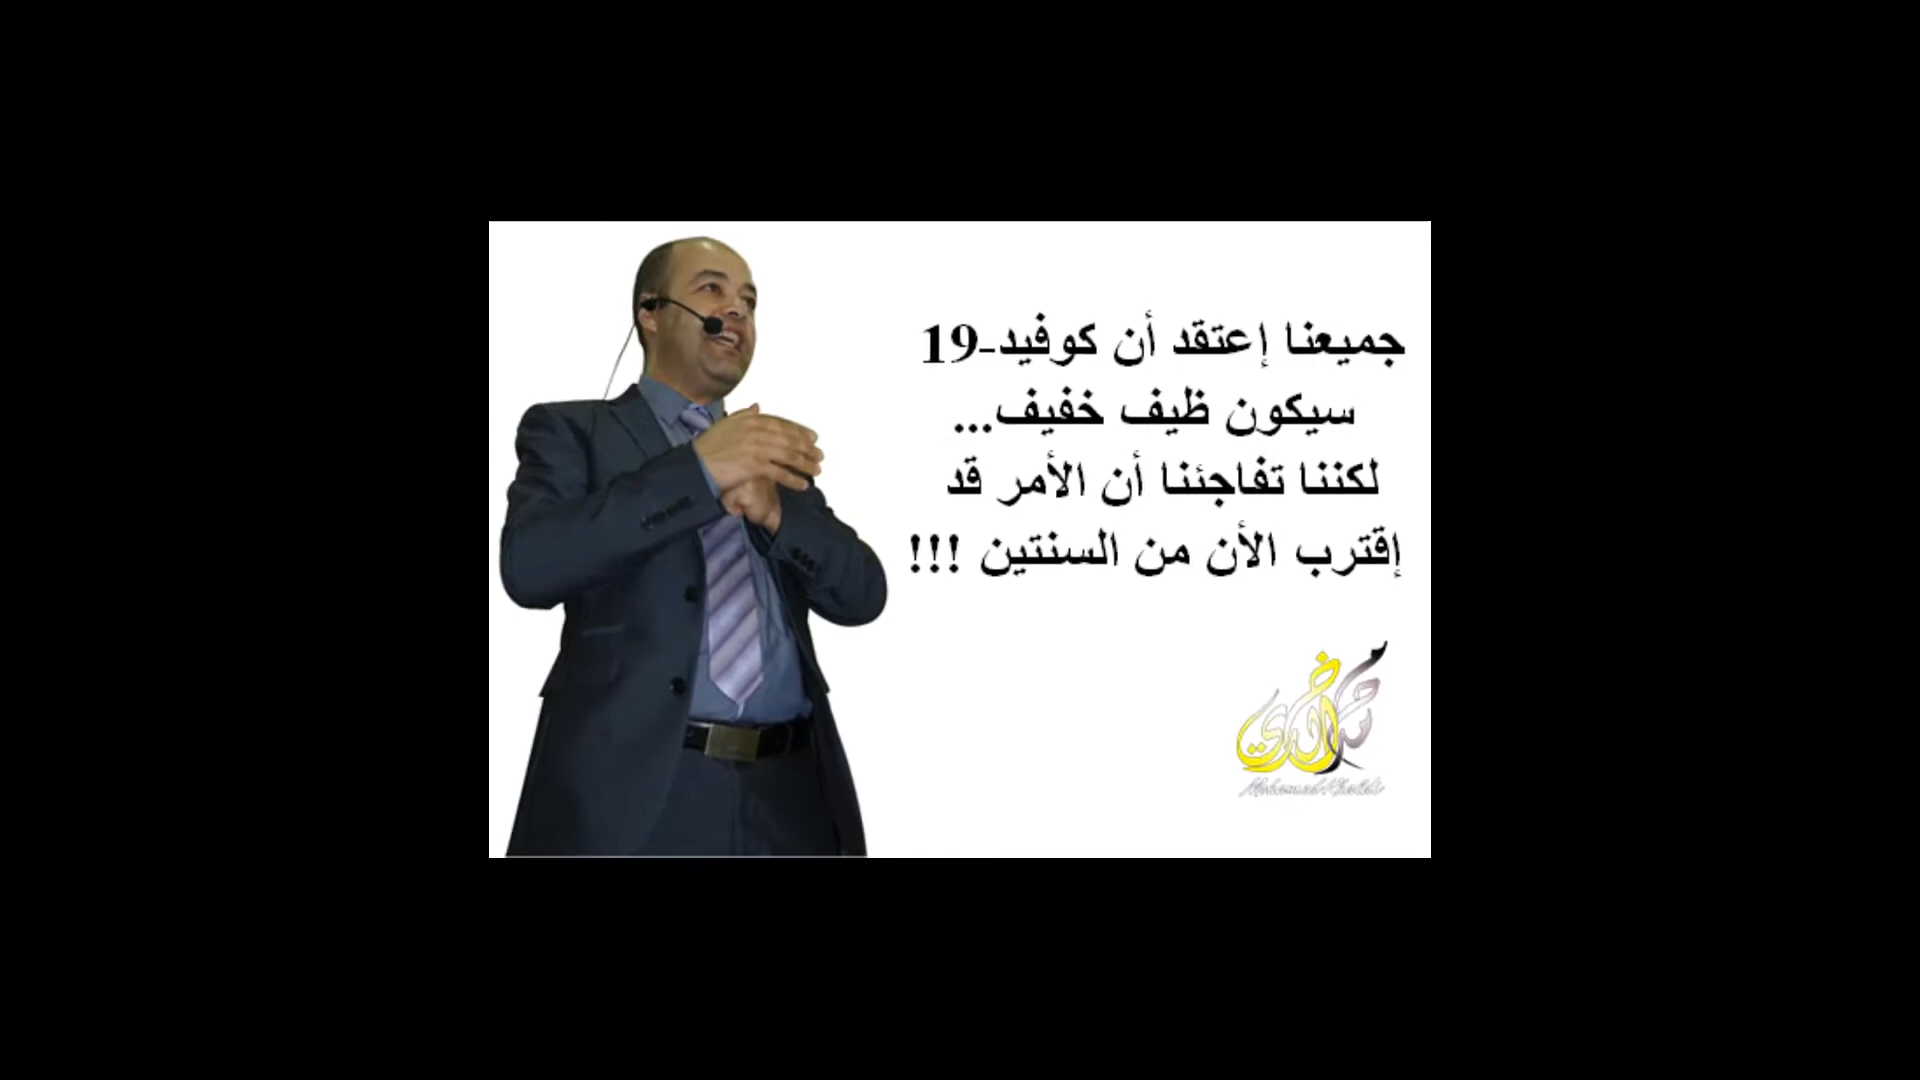 جميعنا إعتقد أن كوفيد-19
سيكون ظيف خفيف...
لكننا تفاجئنا أن الأمر قد
إقترب الأن من السنتين !!!